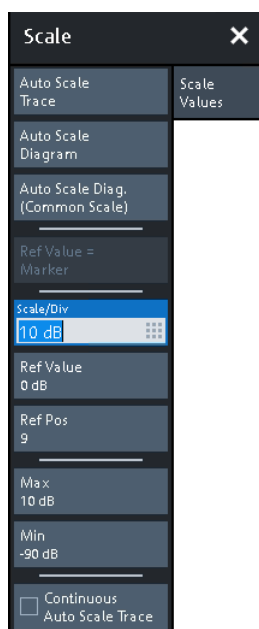 Scale
Auto Scale
Trace
Scale
Values
Auto Scale
Diagram
Auto Scale Diag.
(Common Scale)
Ref Value =
Marker
Scale/Div
10 dB
Ref Value
0 dB
Ref Pos
9
Max
10 dB
Min
-90 dB
Continuous
Auto Scale Trace